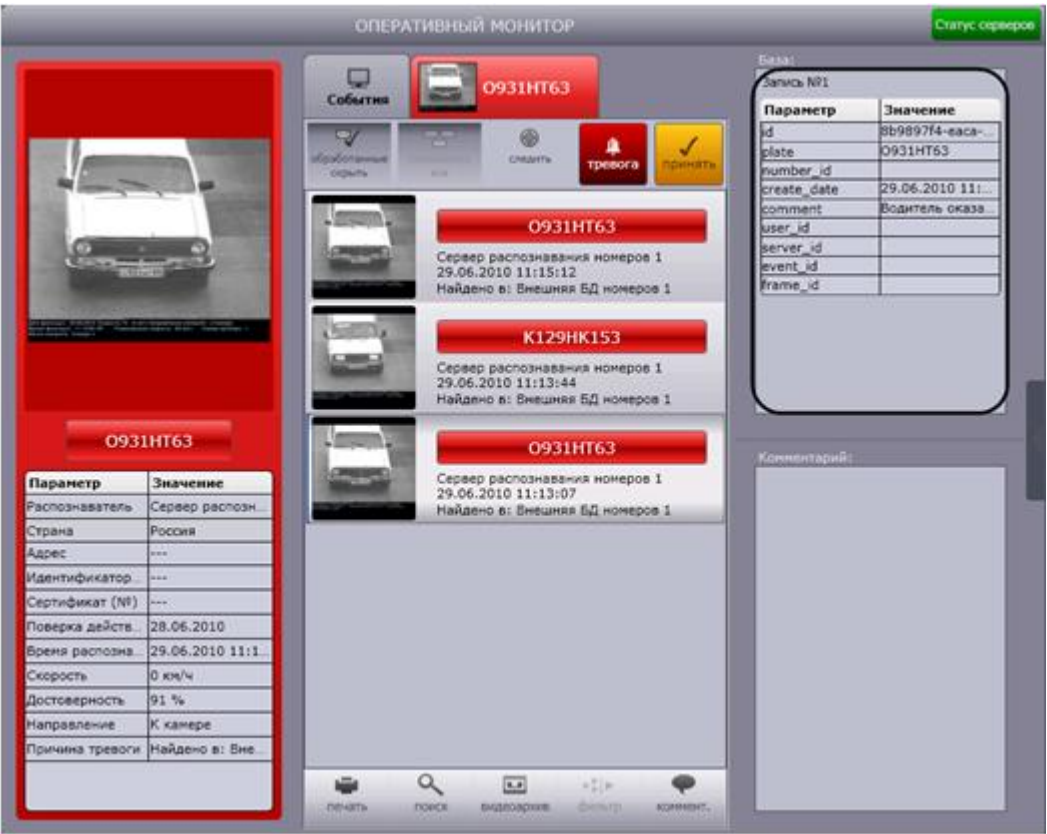 ОПЕРАТИВНЫЙ МОНИТОР
Статус серверов
О931НТ63
Параметр Значение
Распознаватель Сервер распозн...
Страна Россия
Адрес ---
Идентификатор... ---
Сертификат (№) ---
Поверка действ... 28.06.2010
Время распозна... 29.06.2010 11:1...
Скорость 0 км/ч
Достоверность 91 %
Направление К камере
Причина тревоги Найдено в: Вне...
События
О931НТ63
обработанные
скрыть
все
следить
тревога
принять
О931НТ63
Сервер распознавания номеров 1
29.06.2010 11:15:12
Найдено в: Внешняя БД номеров 1
К129НК153
Сервер распознавания номеров 1
29.06.2010 11:13:44
Найдено в: Внешняя БД номеров 1
О931НТ63
Сервер распознавания номеров 1
29.06.2010 11:13:07
Найдено в: Внешняя БД номеров 1
печать
поиск
видеоархив
фильтр
коммент.
База:
Запись №1
Параметр Значение
id 8b9897f4-eaca-...
plate О931НТ63
number_id
create_date 29.06.2010 11:...
comment Водитель оказа...
user_id
server_id
event_id
frame_id
Комментарий: